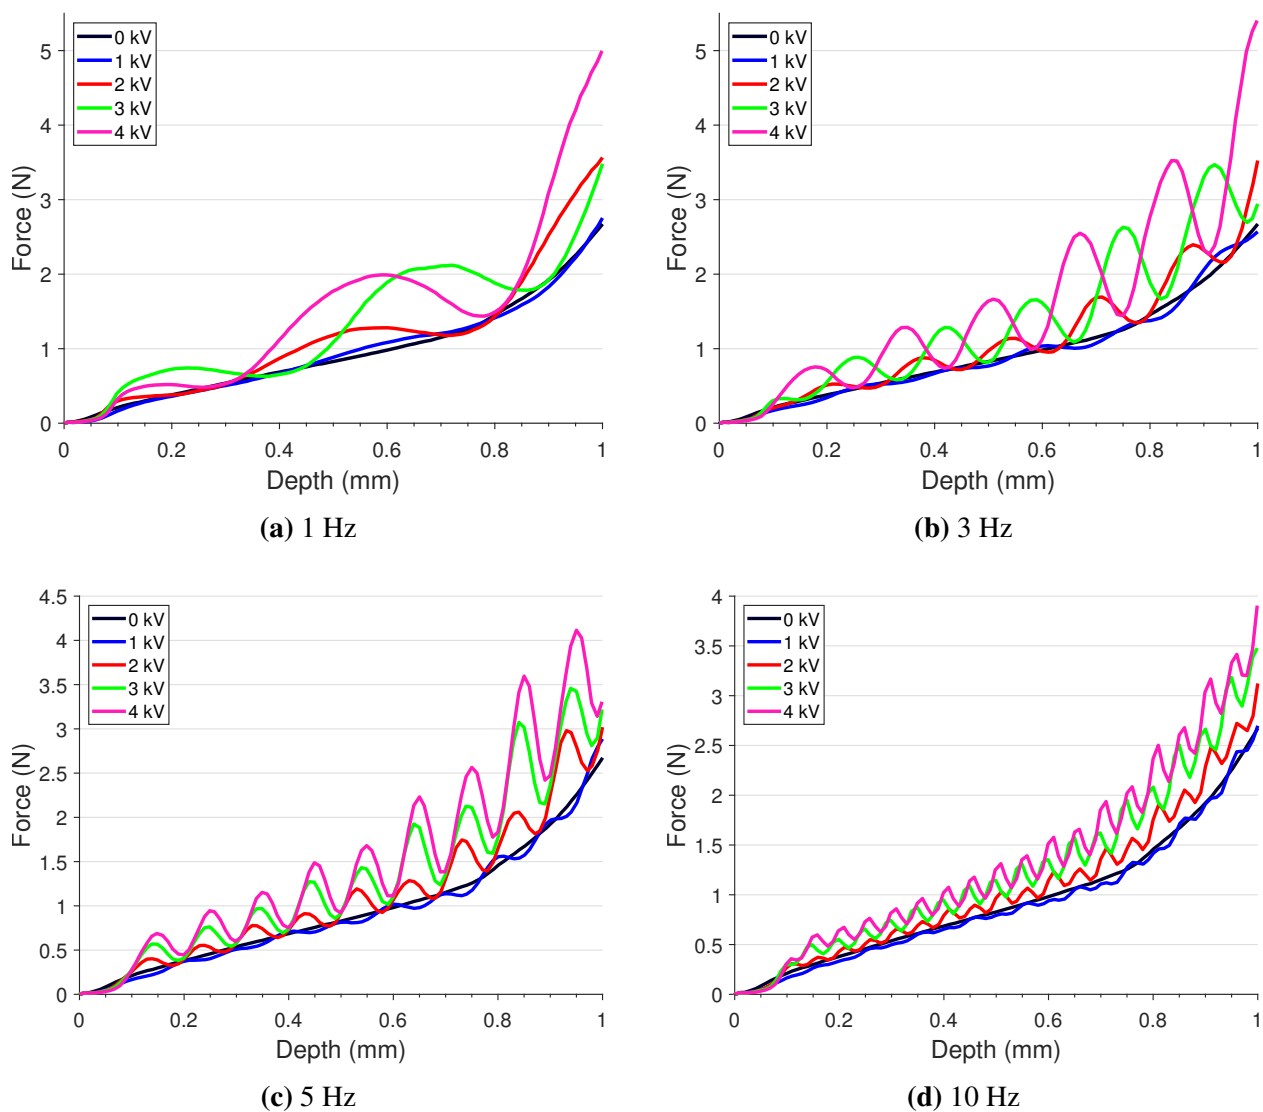 0 kV
1 kV
2 kV
3 kV
4 kV
Force (N)
5
4
3
2
1
0
0 0.2 0.4 0.6 0.8 1
Depth (mm)
(a) 1 Hz
0 kV
1 kV
2 kV
3 kV
4 kV
Force (N)
5
4
3
2
1
0
0 0.2 0.4 0.6 0.8 1
Depth (mm)
(b) 3 Hz
0 kV
1 kV
2 kV
3 kV
4 kV
Force (N)
4.5
4
3.5
3
2.5
2
1.5
1
0.5
0
0 0.2 0.4 0.6 0.8 1
Depth (mm)
(c) 5 Hz
0 kV
1 kV
2 kV
3 kV
4 kV
Force (N)
4
3.5
3
2.5
2
1.5
1
0.5
0
0 0.2 0.4 0.6 0.8 1
Depth (mm)
(d) 10 Hz